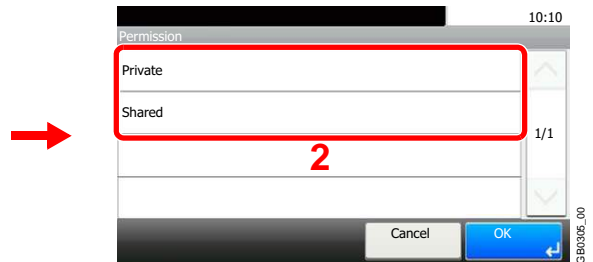 10:10
Permission
Private
Shared
1/1
2
Cancel
OK
GB0305_00